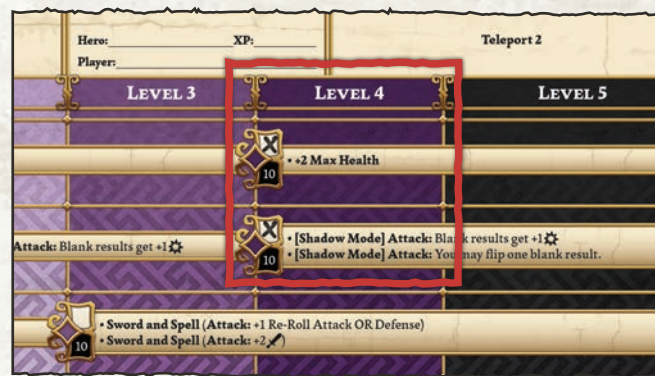 Hero: XP:
Player:
Teleport 2
LEVEL 3 LEVEL 4 LEVEL 5
X
10
• +2 Max Health
Attack: Blank results get +1
X
10
• [Shadow Mode] Attack: Blank results get +1
• [Shadow Mode] Attack: You may flip one blank result.
10
• Sword and Spell (Attack: +1 Re-Roll Attack OR Defense)
• Sword and Spell (Attack: +2)